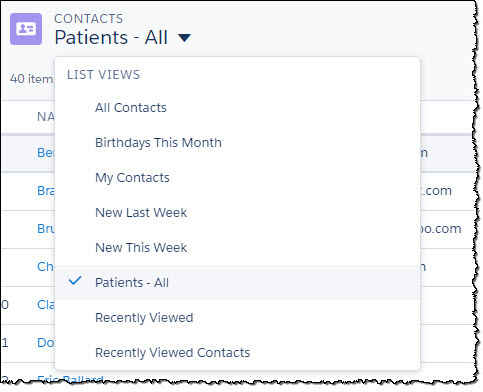 CONTACTS
Patients - All
40 item
LIST VIEWS
NA
All Contacts
Be
Birthdays This Month
m
My Contacts
Bra
.com
New Last Week
Bru
oo.com
New This Week
Ch
m
Patients - All
0
Cla
Recently Viewed
1
Do
Recently Viewed Contacts